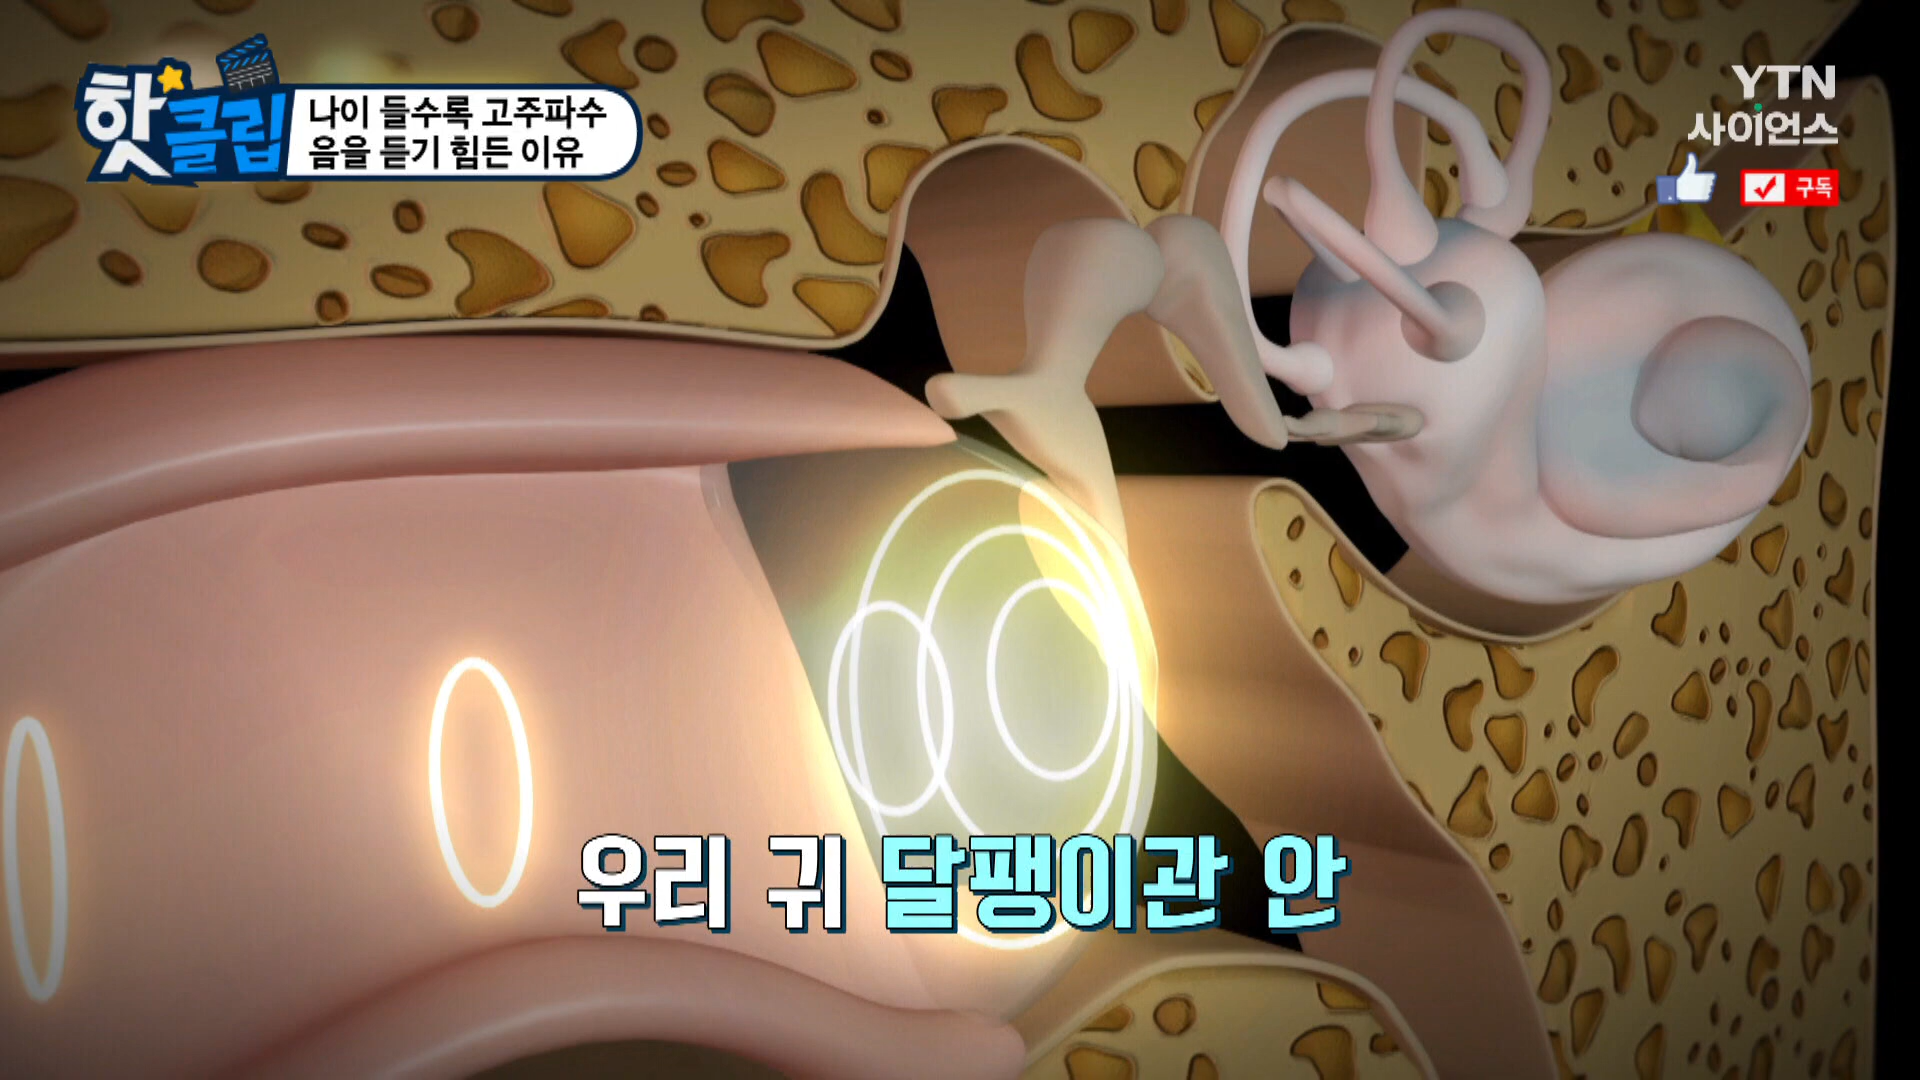 핫클립
나이 들수록 고주파수
음을 듣기 힘든 이유
YTN
사이언스
구독
우리 귀 달팽이관 안